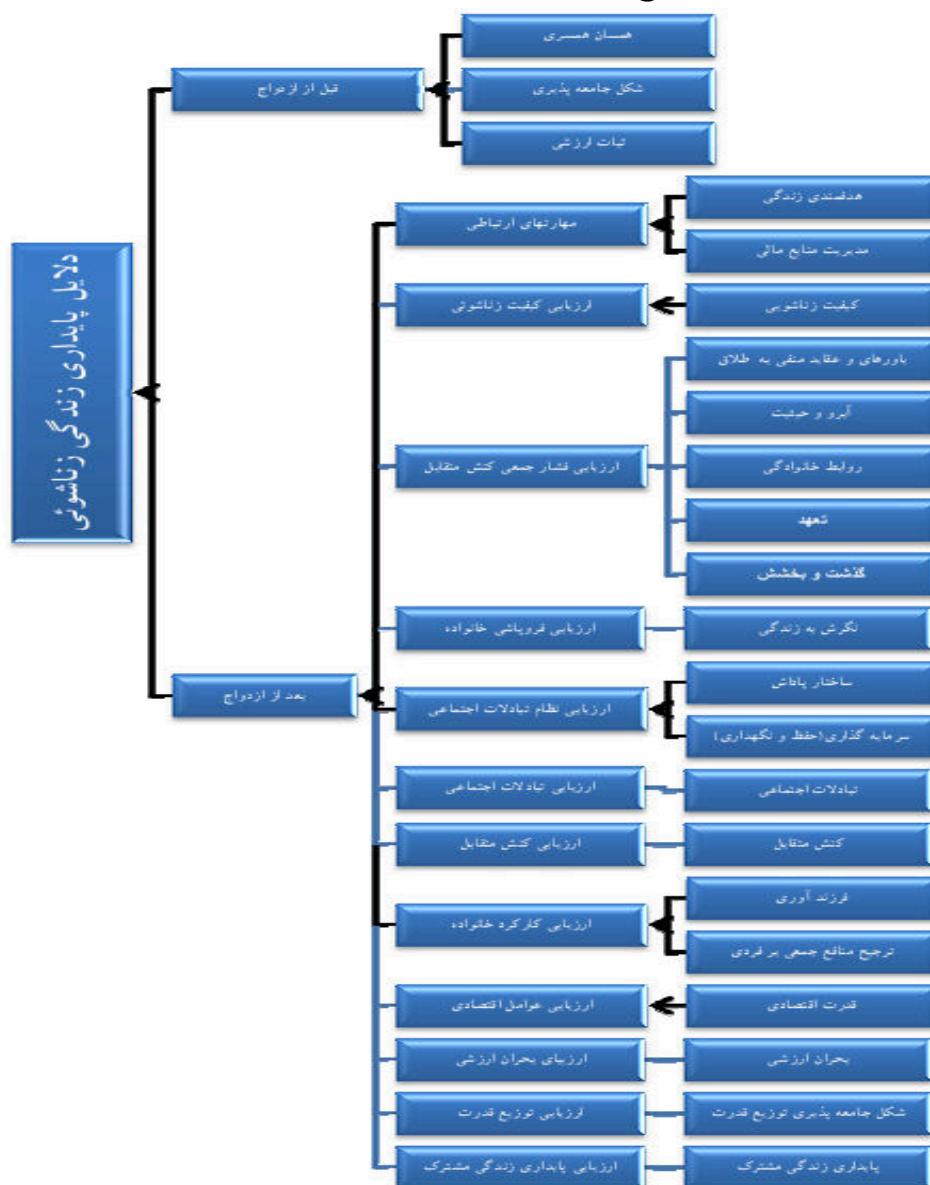 دلایل پایداری زندگی زناشوئی
قبل از ازدواج
همسان همسری
شکل جامعه پذیری
ثبات ارزشی
بعد از ازدواج
مهارتهای ارتباطی
هدفمندی زندگی
مدیریت منابع مالی
ارزیابی کیفیت زناشوئی
کیفیت زناشویی
ارزیابی فشار جمعی کنش متقابل
باورهای و عقاید منفی به طلاق
آبرو و حیثیت
روابط خانوادگی
تعهد
گذشت و بخشش
ارزیابی فروپاشی خانواده
نگرش به زندگی
ارزیابی نظام تبادلات اجتماعی
ساختار پاداش
سرمایه گذاری(حفظ و نگهداری)
ارزیابی تبادلات اجتماعی
تبادلات اجتماعی
ارزیابی کنش متقابل
کنش متقابل
ارزیابی کارکرد خانواده
فرزند آوری
ترجیح منافع جمعی بر فردی
ارزیابی عوامل اقتصادی
قدرت اقتصادی
ارزیبای بحران ارزشی
بحران ارزشی
ارزیابی توزیع قدرت
شکل جامعه پذیری توزیع قدرت
ارزیابی پایداری زندگی مشترک
پایداری زندگی مشترک